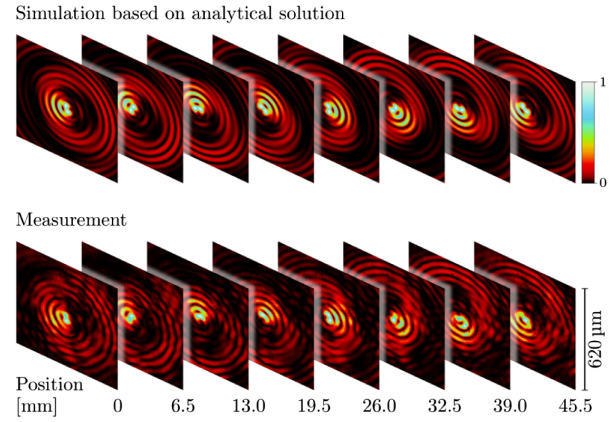 Simulation based on analytical solution
1
0
Measurement
620 μm
Position
[mm] 0 6.5 13.0 19.5 26.0 32.5 39.0 45.5